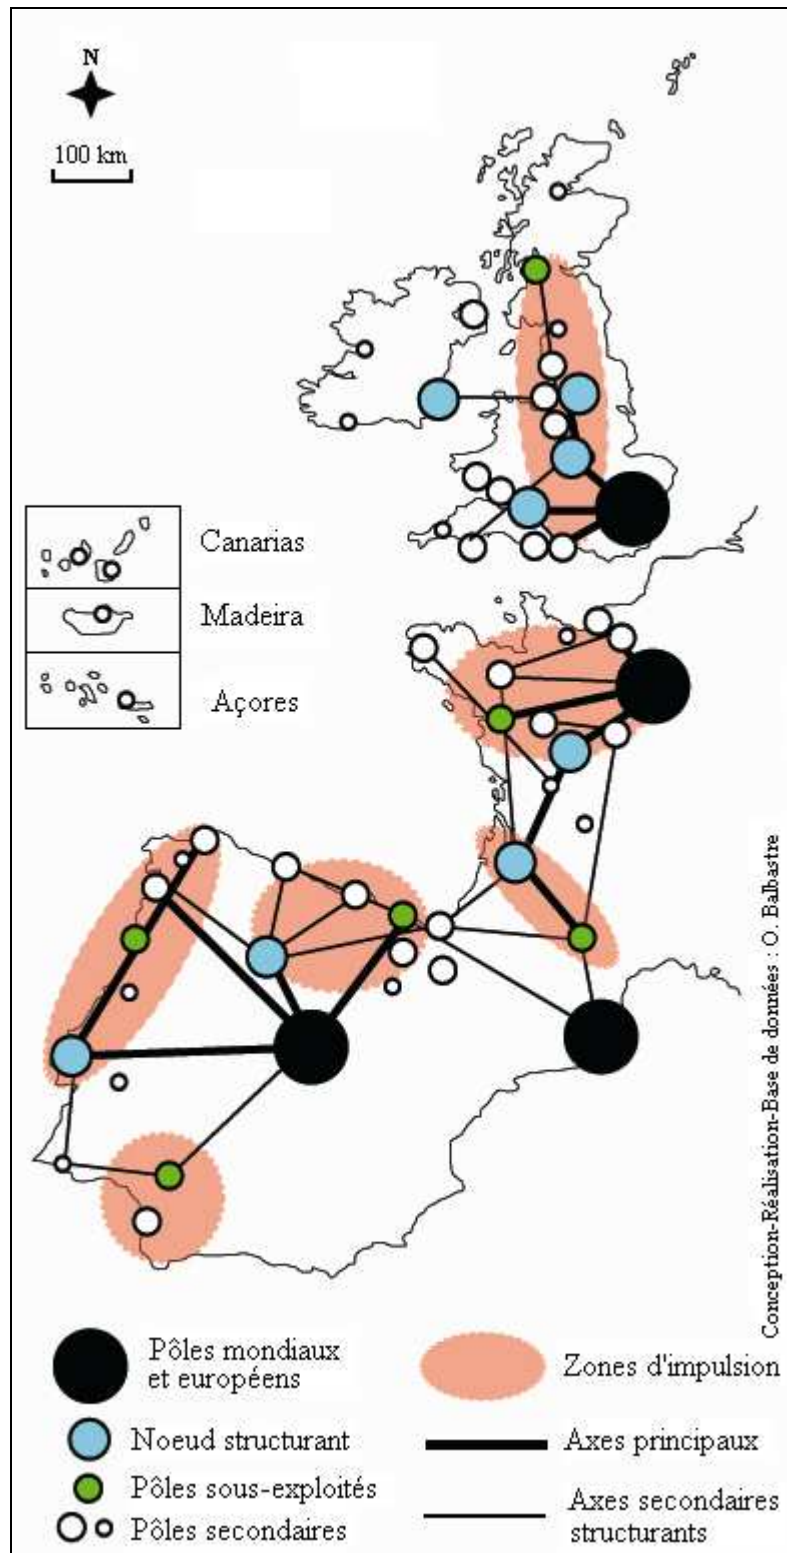 N
100 km
Canarias
Madeira
Açores
Conception-Réalisation-Base de données : O. Balbastre
Pôles mondiaux
et européens
Zones d'impulsion
Noeud structurant
Axes principaux
Pôles sous-exploités
Pôles secondaires
Axes secondaires
structurants